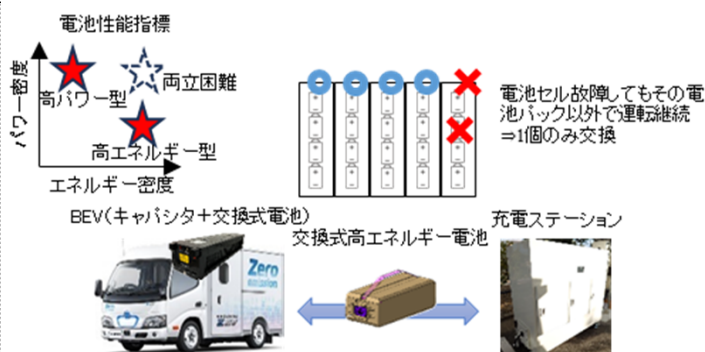 電池性能指標
パワー密度
両立困難
高パワー型
高エネルギー型
エネルギー密度
電池セル故障してもその電
池パック以外で運転継続
⇒1個のみ交換
BEV(キャパシタ+交換式電池)
交換式高エネルギー電池
充電ステーション
Zero
emission